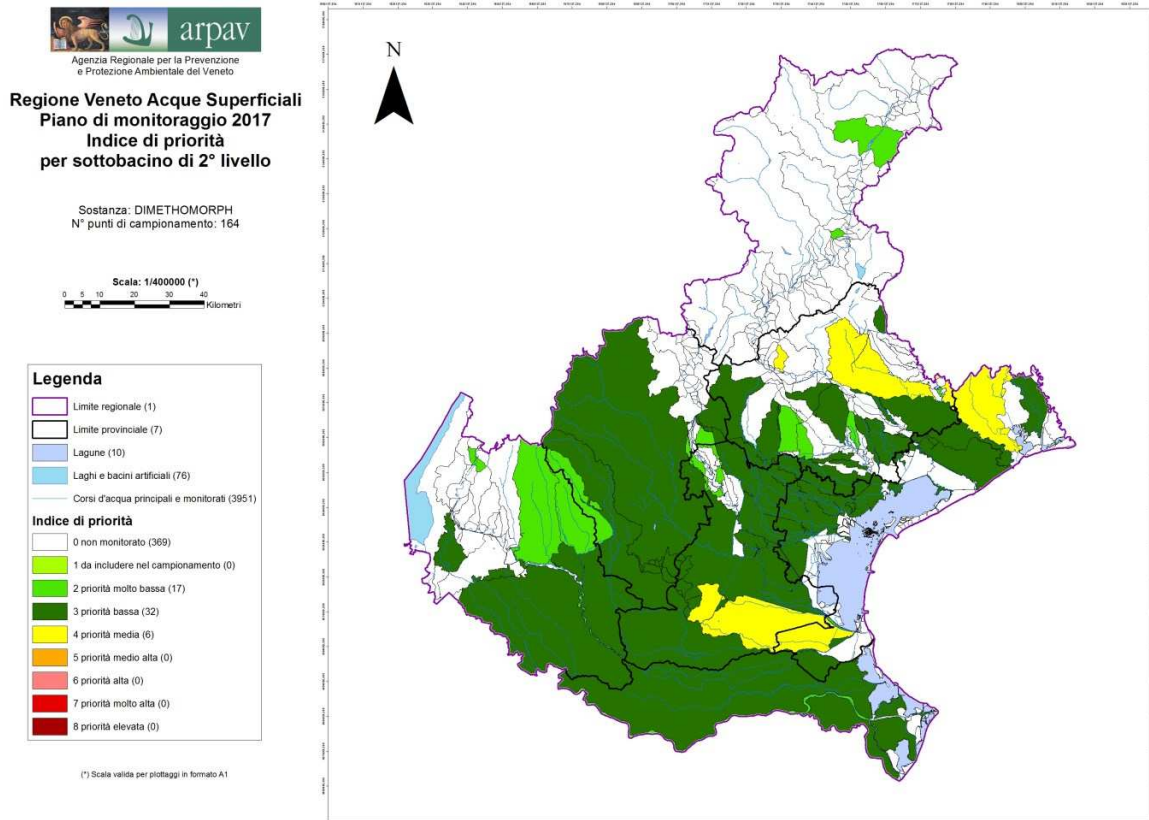 arpav
Agenzia Regionale per la Prevenzione
e Protezione Ambientale del Veneto
Regione Veneto Acque Superficiali
Piano di monitoraggio 2017
Indice di priorità
per sottobacino di 2° livello
Sostanza: DIMETHOMORPH
N° punti di campionamento: 164
Scala: 1/400000 (*)
0 5 10 20 30 40
Kilometri
Legenda
Limite regionale (1)
Limite provinciale (7)
Lagune (10)
Laghi e bacini artificiali (76)
Corsi d'acqua principali e monitorati (3951)
Indice di priorità
0 non monitorato (369)
1 da includere nel campionamento (0)
2 priorità molto bassa (17)
3 priorità bassa (32)
4 priorità media (6)
5 priorità medio alta (0)
6 priorità alta (0)
7 priorità molto alta (0)
8 priorità elevata (0)
(*) Scala valida per plottaggi in formato A1
N